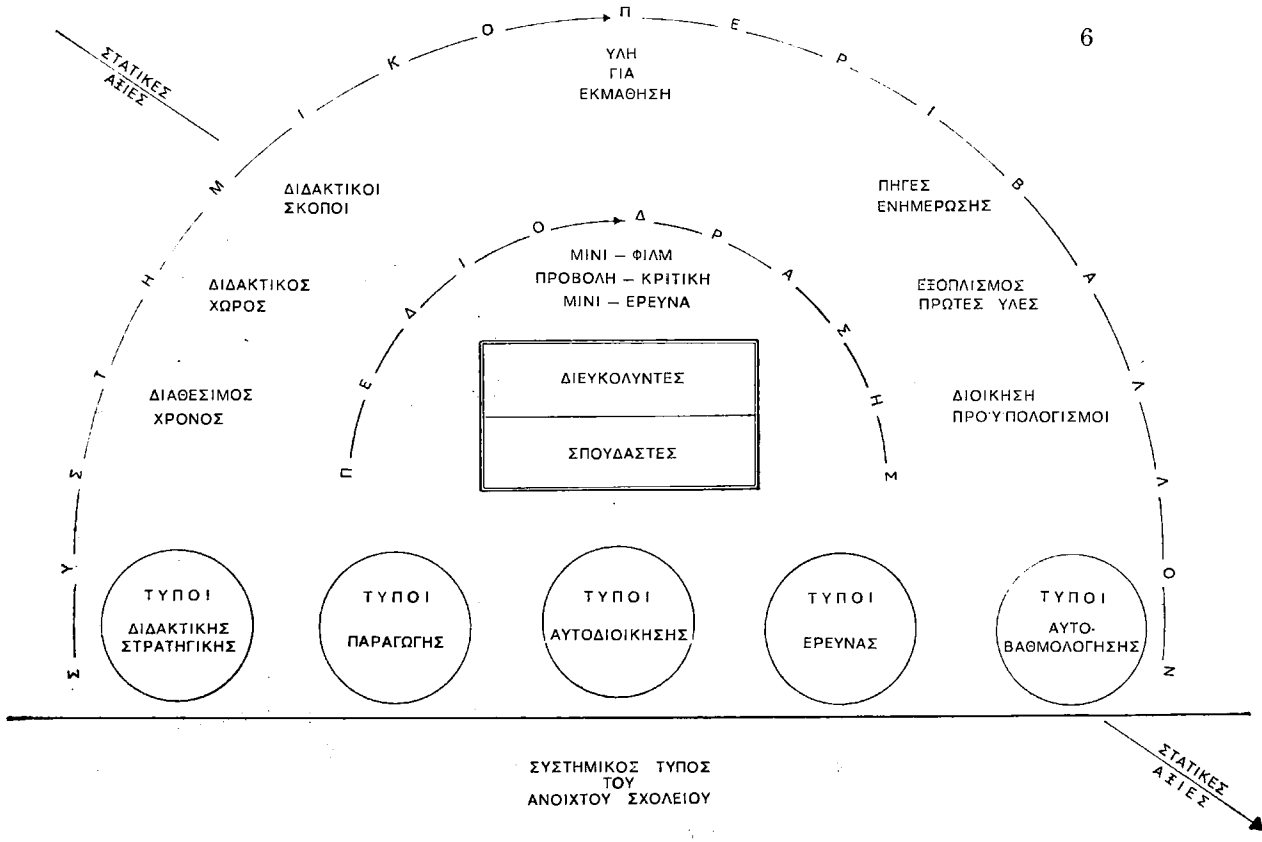 6
ΣΤΑΤΙΚΕΣ
ΑΞΙΕΣ
ΣΥΣΤΗΜΙΚΟ ΠΕΡΙΒΑΛΛΟΝ
ΥΛΗ
ΓΙΑ
ΕΚΜΑΘΗΣΗ
ΔΙΔΑΚΤΙΚΟΙ
ΣΚΟΠΟΙ
ΠΗΓΕΣ
ΕΝΗΜΕΡΩΣΗΣ
ΔΙΔΑΚΤΙΚΟΣ
ΧΩΡΟΣ
ΕΞΟΠΛΙΣΜΟΣ
ΠΡΩΤΕΣ ΥΛΕΣ
ΔΙΑΘΕΣΙΜΟΣ
ΧΡΟΝΟΣ
ΔΙΟΙΚΗΣΗ
ΠΡΟΫΠΟΛΟΓΙΣΜΟΙ
ΠΕΔΙΟ ΔΡΑΣΗΣ
ΜΙΝΙ – ΦΙΛΜ
ΠΡΟΒΟΛΗ – ΚΡΙΤΙΚΗ
ΜΙΝΙ – ΕΡΕΥΝΑ
ΔΙΕΥΚΟΛΥΝΤΕΣ
ΣΠΟΥΔΑΣΤΕΣ
ΤΥΠΟΙ
ΔΙΔΑΚΤΙΚΗΣ
ΣΤΡΑΤΗΓΙΚΗΣ
ΤΥΠΟΙ
ΠΑΡΑΓΩΓΗΣ
ΤΥΠΟΙ
ΑΥΤΟΔΙΟΙΚΗΣΗΣ
ΤΥΠΟΙ
ΕΡΕΥΝΑΣ
ΤΥΠΟΙ
ΑΥΤΟ-
ΒΑΘΜΟΛΟΓΗΣΗΣ
ΣΥΣΤΗΜΙΚΟΣ ΤΥΠΟΣ
ΤΟΥ
ΑΝΟΙΧΤΟΥ ΣΧΟΛΕΙΟΥ
ΣΤΑΤΙΚΕΣ
ΑΞΙΕΣ